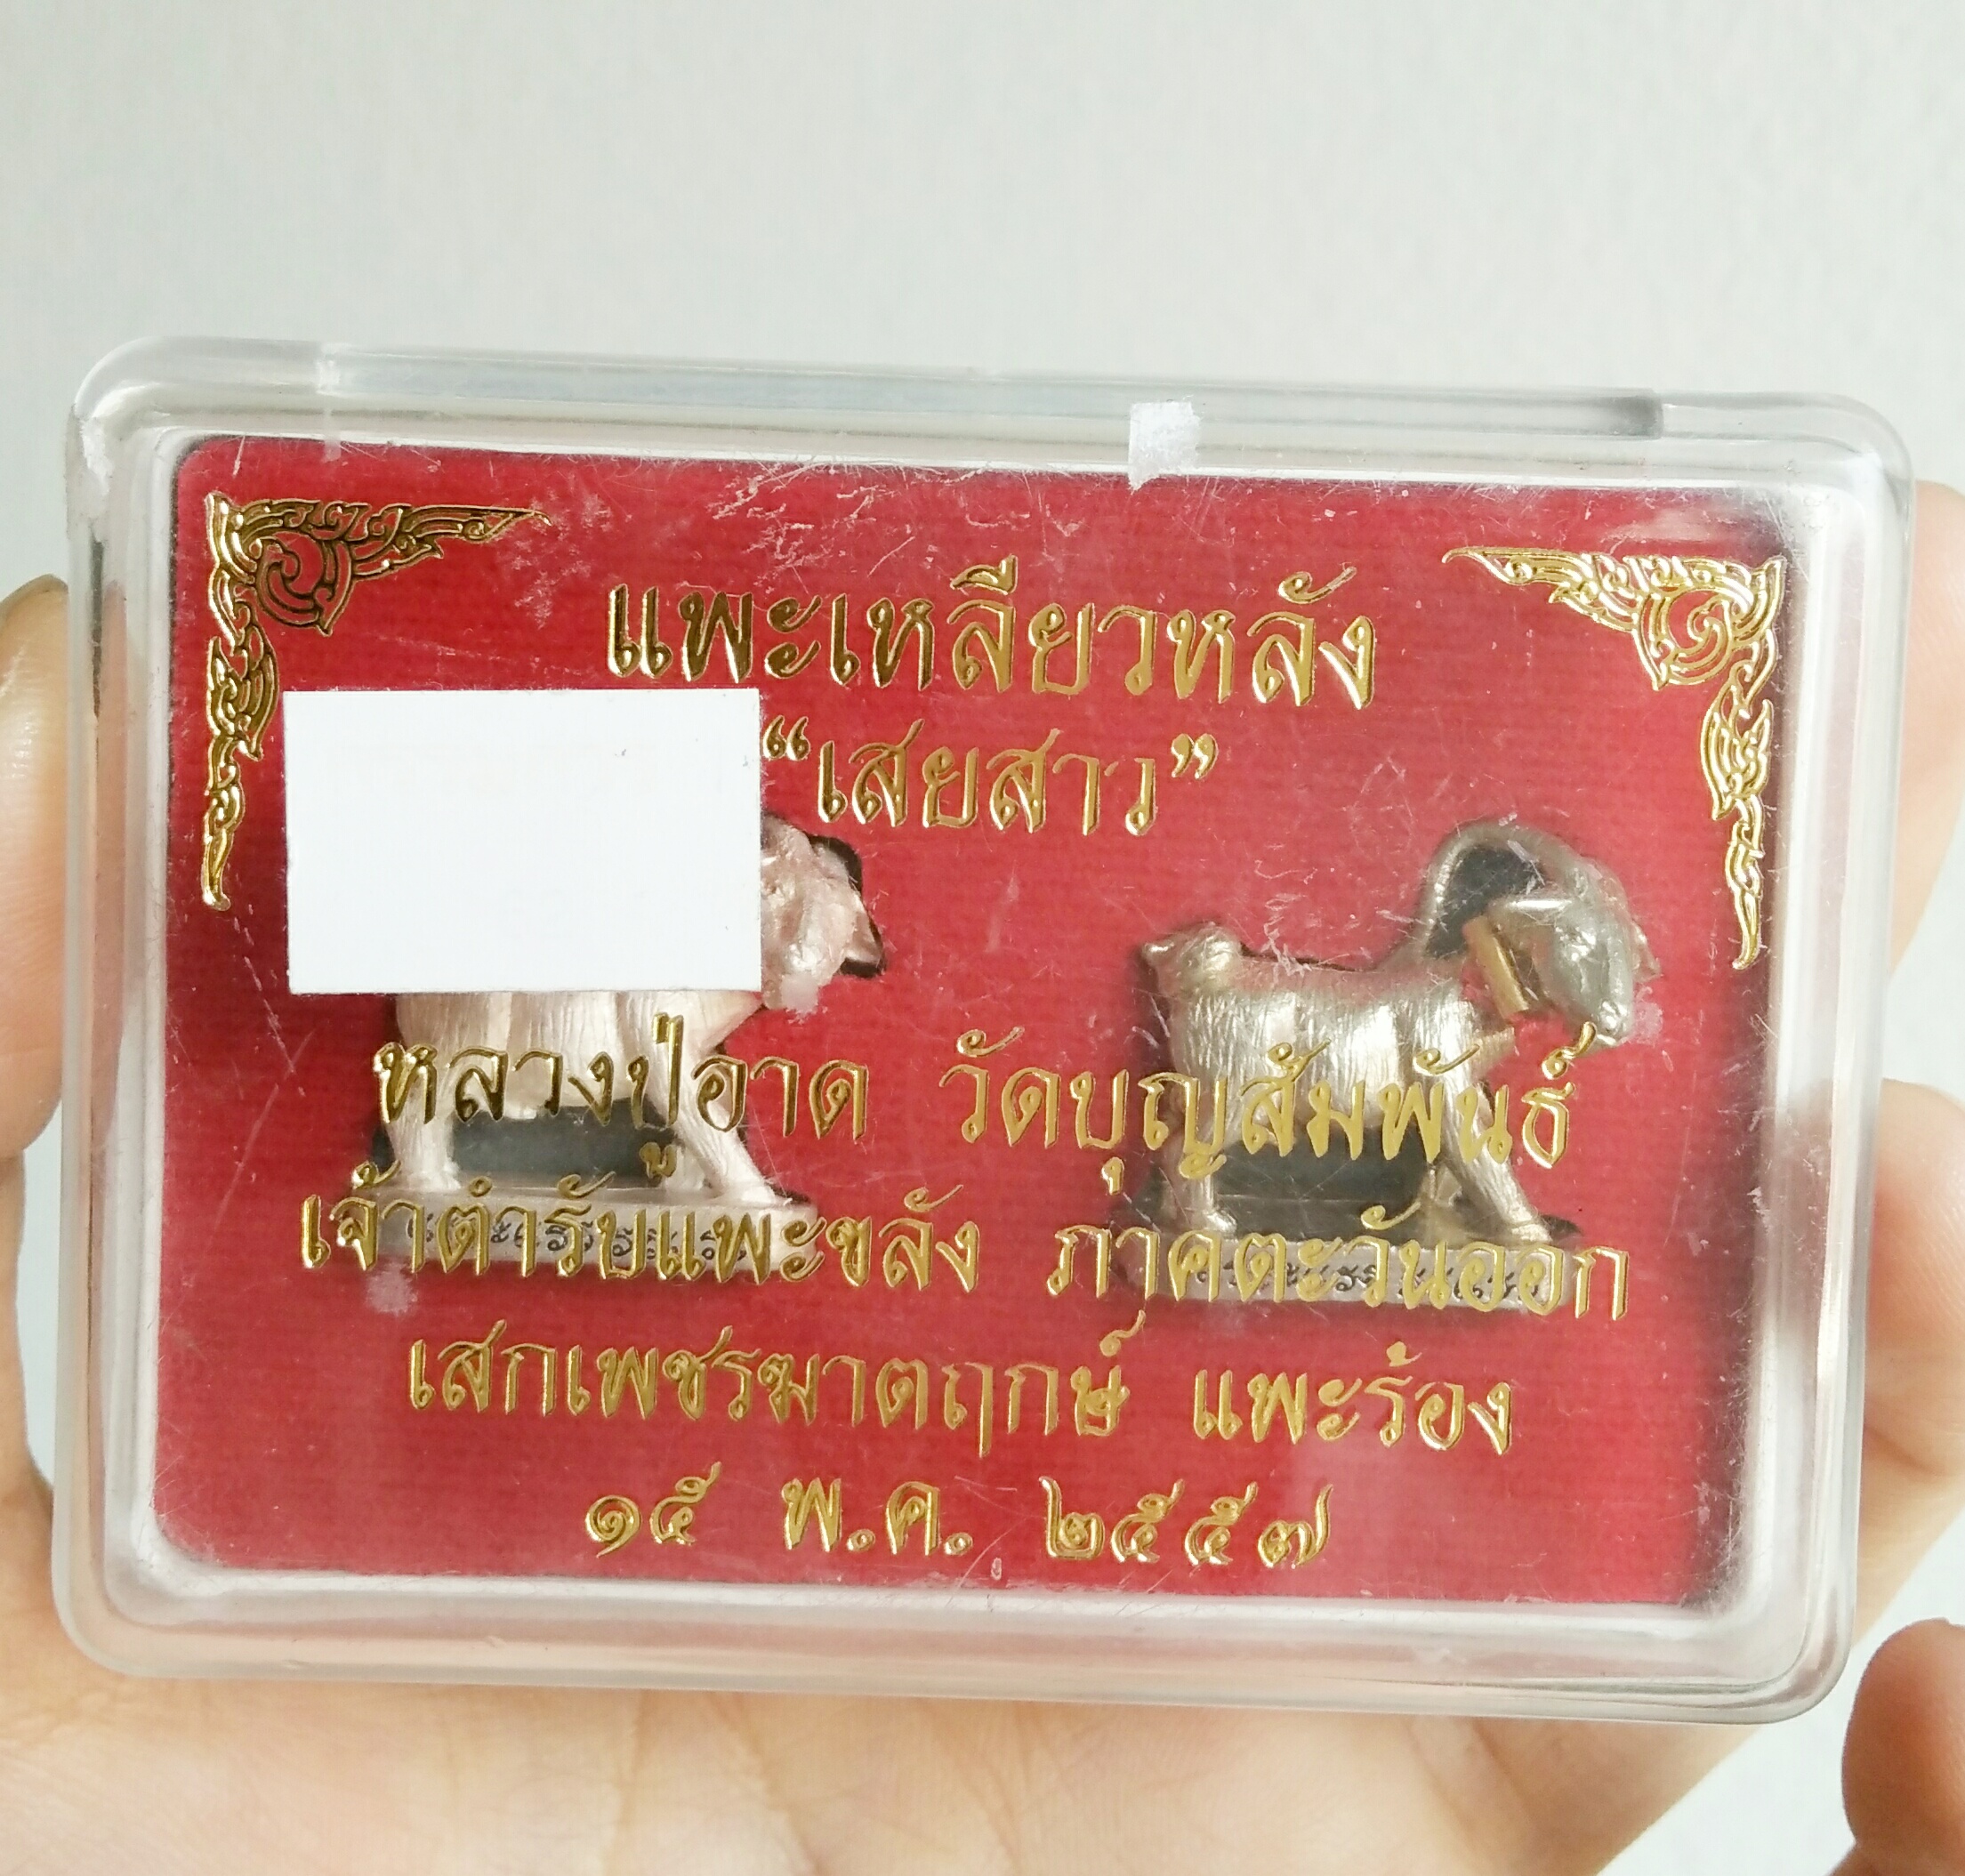 แพะเหลียวหลัง
“เสยสาว”
หลวงปู่อาด วัดบุญสัมพันธ์
เจ้าตำรับแพะขลัง ภาคตะวันออก
เสกเพชรฆาตฤกษ์ แพะร้อง
๑๕ พ.ค. ๒๕๕๗